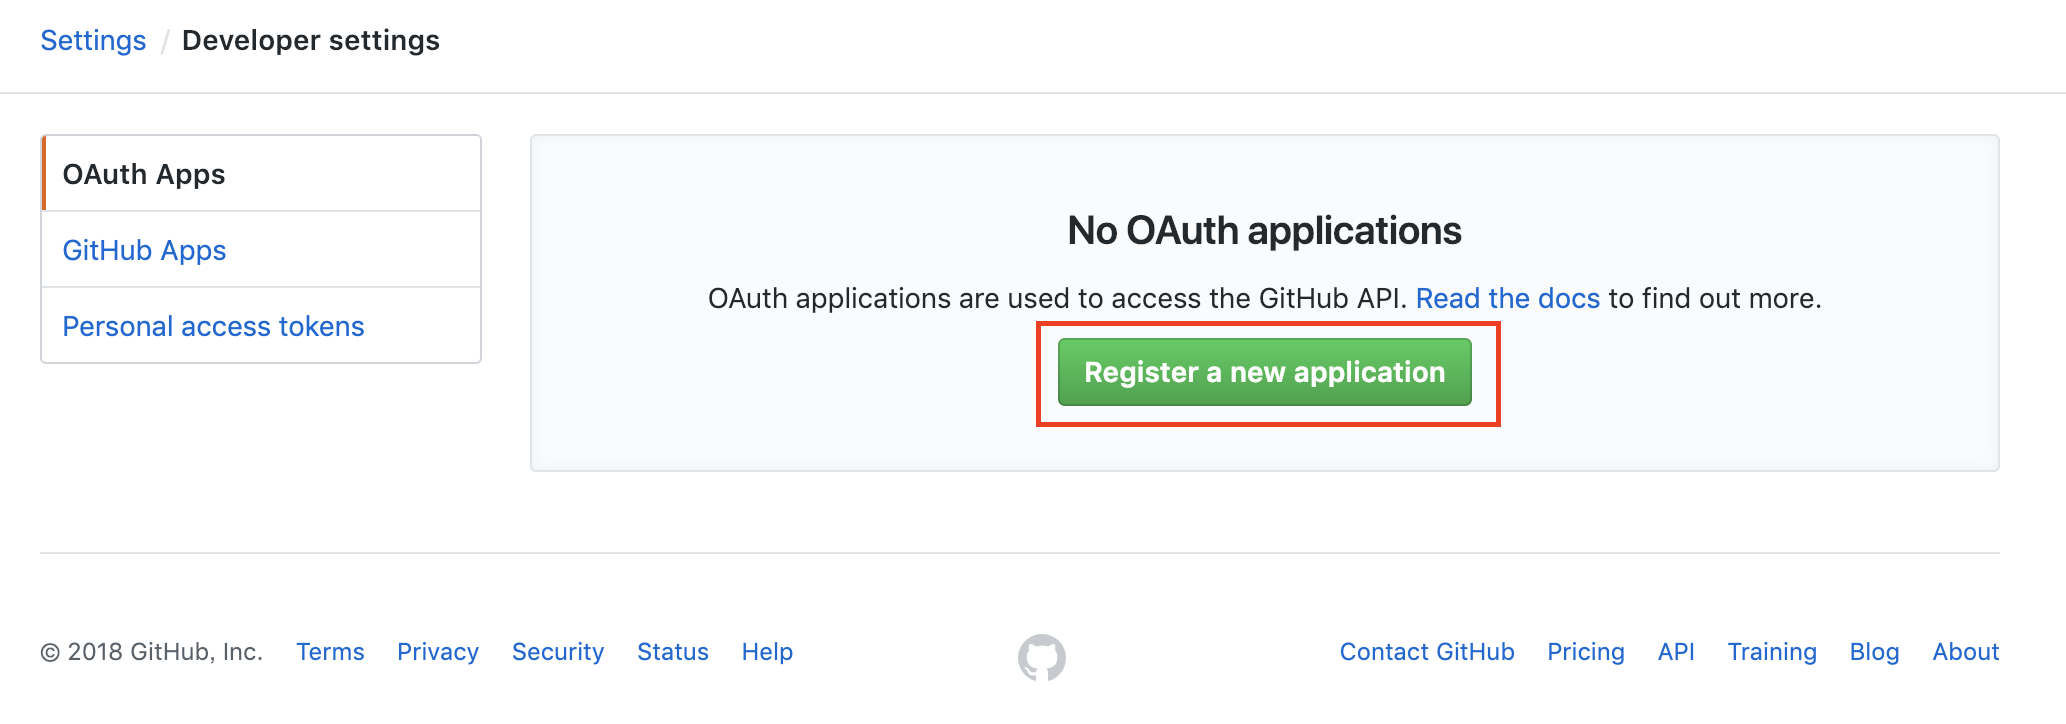 Settings / Developer settings
OAuth Apps
GitHub Apps
Personal access tokens
No OAuth applications
OAuth applications are used to access the GitHub API. Read the docs to find out more.
Register a new application
© 2018 GitHub, Inc. Terms Privacy Security Status Help Contact GitHub Pricing API Training Blog About